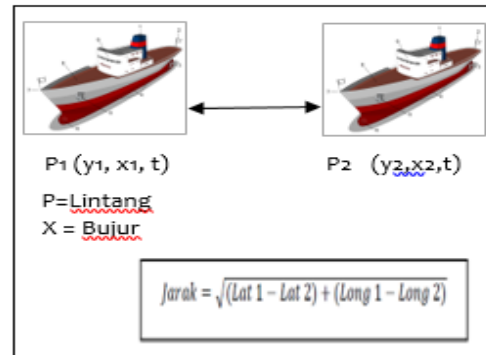 P1 (y1, x1, t)
P2 (y2,x2,t)
P=Lintang
X = Bujur
Jarak = √(Lat 1 − Lat 2) + (Long 1 − Long 2)